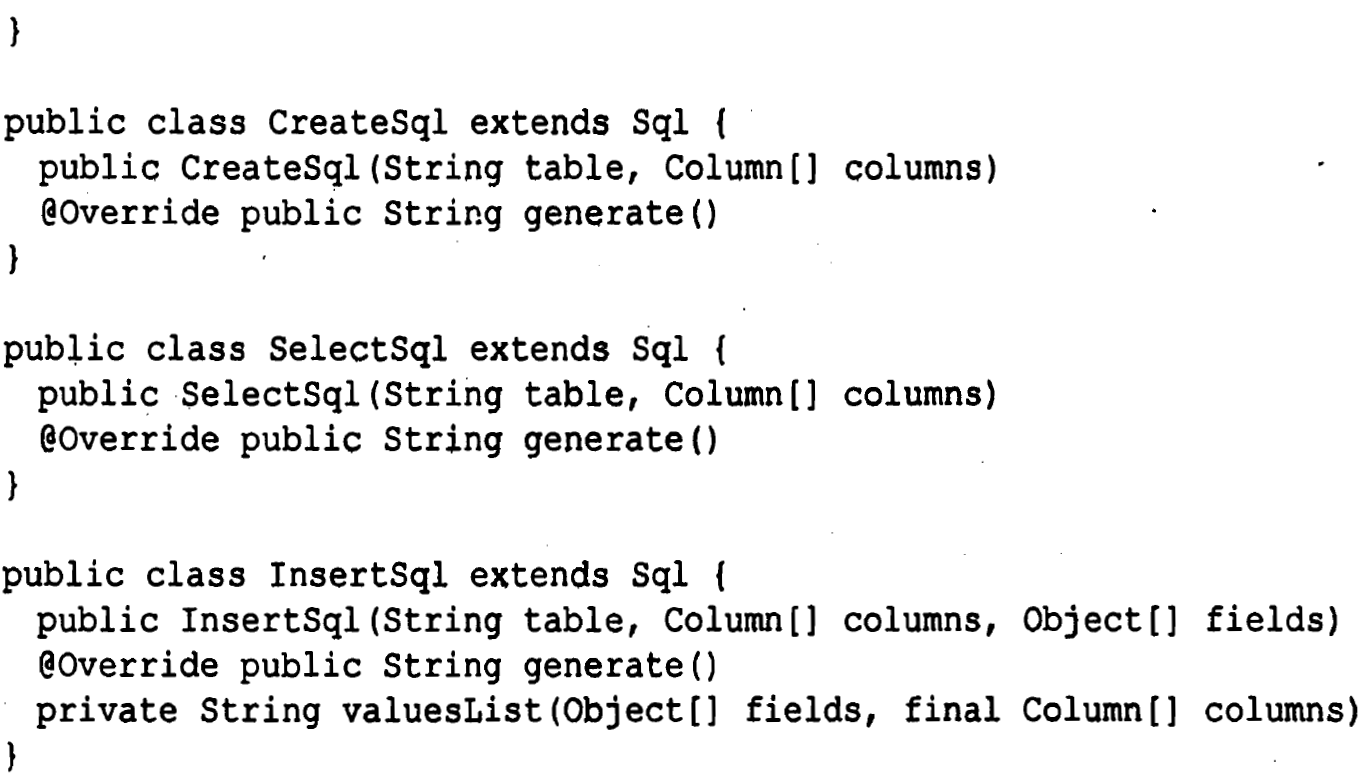 }
public class CreateSql extends Sql {
public CreateSql(String table, Column[] columns)
@Override public String generate()
}
public class SelectSql extends Sql {
public SelectSql(String table, Column[] columns)
@Override public String generate()
}
public class InsertSql extends Sql {
public InsertSql(String table, Column[] columns, Object[] fields)
@Override public String generate()
private String valuesList(Object[] fields, final Column[] columns)
}